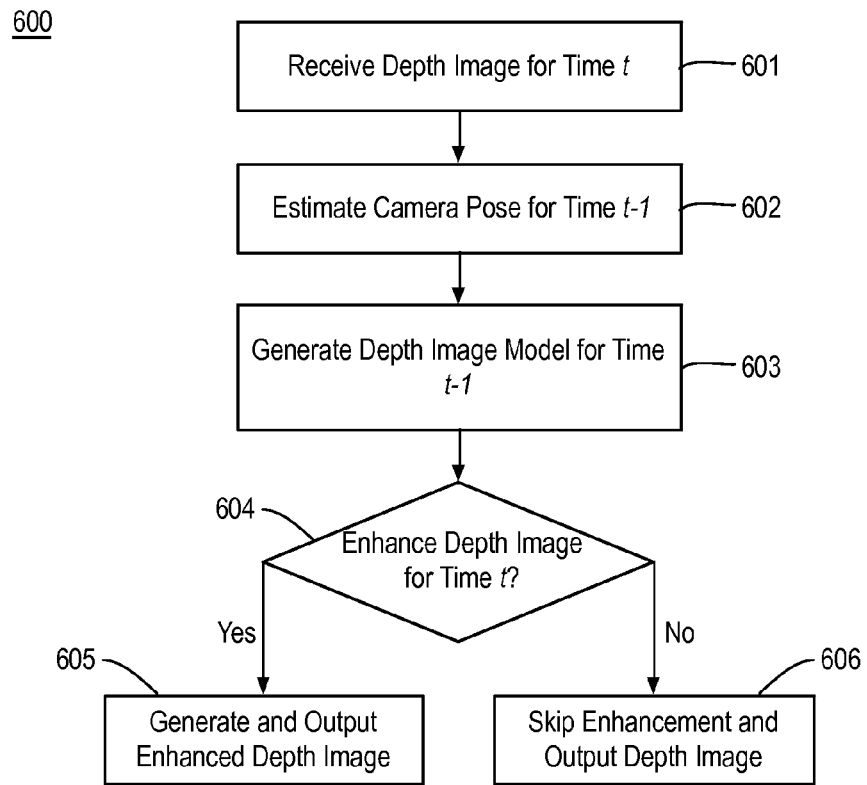 600
Receive Depth Image for Time t
601
Estimate Camera Pose for Time t-1
602
Generate Depth Image Model for Time
t-1
603
604
Enhance Depth Image
for Time t?
Yes
No
605
606
Generate and Output
Enhanced Depth Image
Skip Enhancement and
Output Depth Image